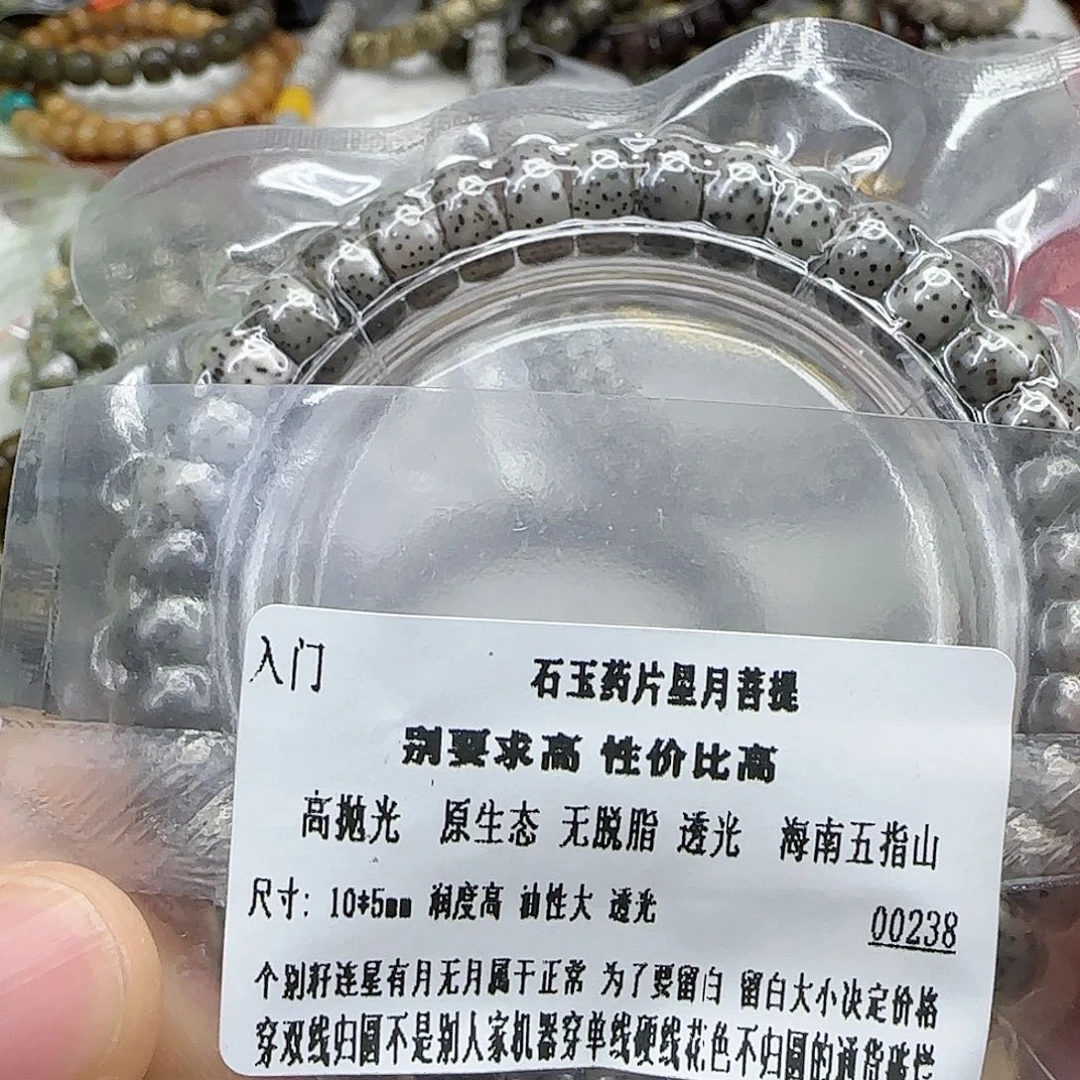 入门
石玉药片星月菩提
别要求高 性价比高
高抛光 原生态 无脱脂 透光 海南五指山
尺寸: 10*5mm 润度高 油性大 透光
00238
个别籽连星有月无月属于正常 为了要留白 留白大小决定价格
穿双线归圆不是别人家机器穿单线硬线花色不归圆的通货破烂